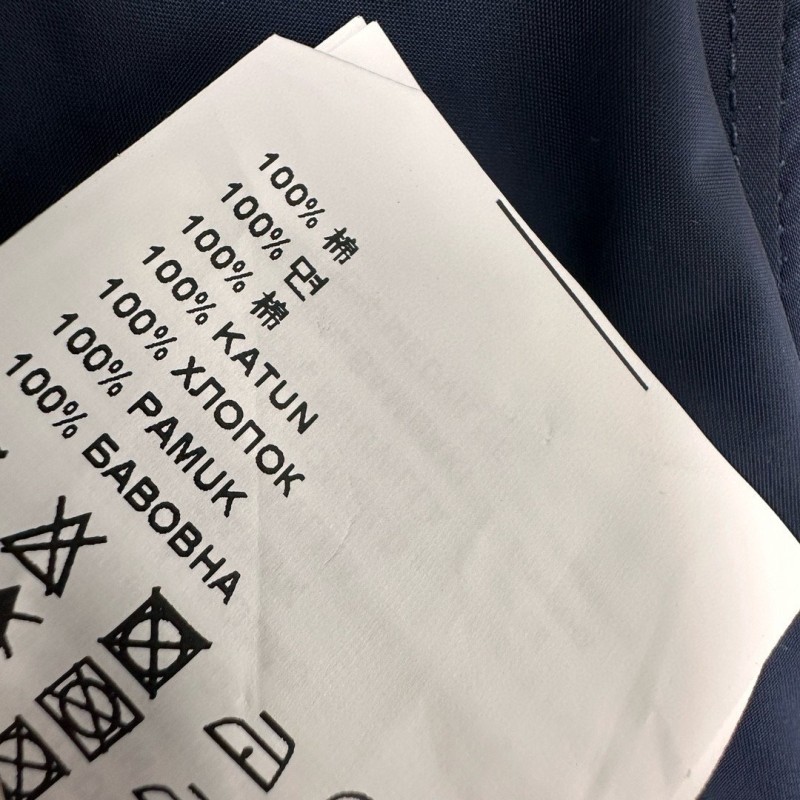 100% 棉
100% 면
100% 棉
100% KATUN
100% ХЛОПОК
100% PAMUK
100% БАВОВНА